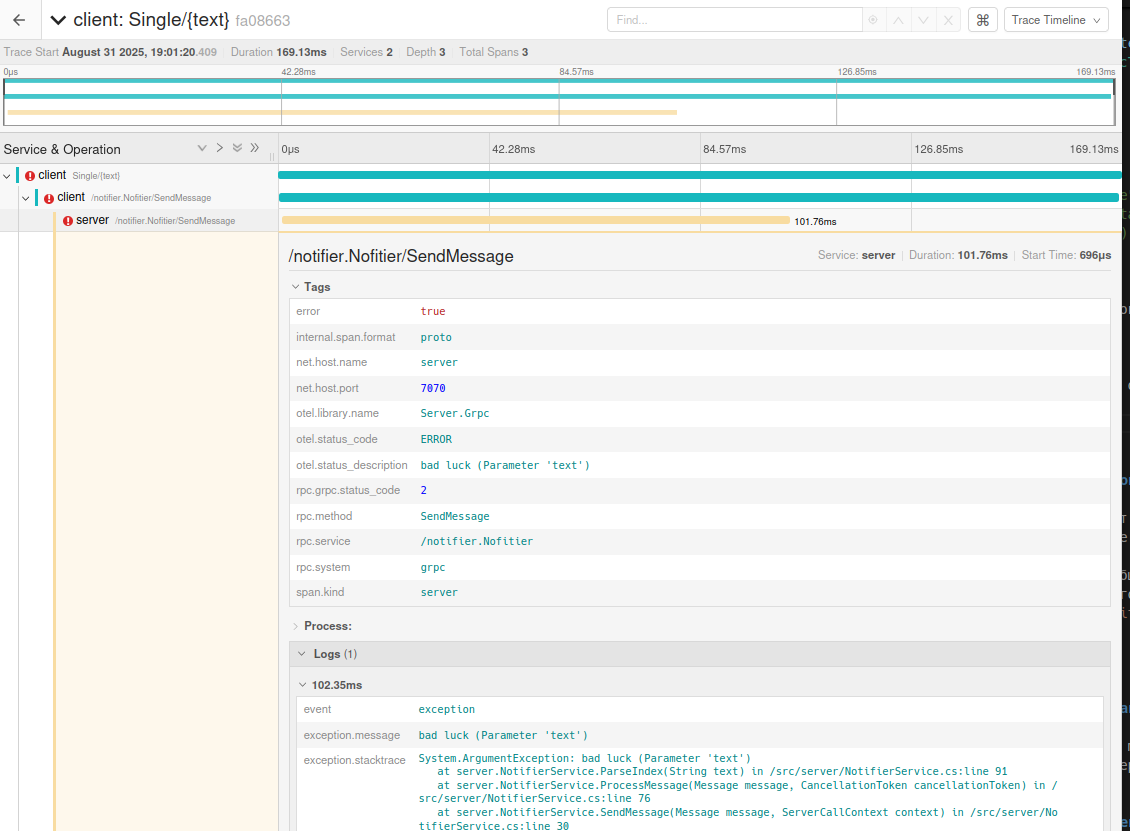 client: Single/{text} fa08663
Find...
⌘
Trace Timeline
Trace Start August 31 2025, 19:01:20.409 Duration 169.13ms Services 2 Depth 3 Total Spans 3
0μs 42.28ms 84.57ms 126.85ms 169.13ms
Service & Operation 0μs 42.28ms 84.57ms 126.85ms 169.13ms
client Single/{text}
client /notifier.Nofitier/SendMessage
server /notifier.Nofitier/SendMessage 101.76ms
/notifier.Nofitier/SendMessage Service: server Duration: 101.76ms Start Time: 696μs
Tags
error true
internal.span.format proto
net.host.name server
net.host.port 7070
otel.library.name Server.Grpc
otel.status_code ERROR
otel.status_description bad luck (Parameter 'text')
rpc.grpc.status_code 2
rpc.method SendMessage
rpc.service /notifier.Nofitier
rpc.system grpc
span.kind server
Process:
Logs (1)
102.35ms
event exception
exception.message bad luck (Parameter 'text')
exception.stacktrace System.ArgumentException: bad luck (Parameter 'text')
at server.NotifierService.ParseIndex(String text) in /src/server/NotifierService.cs:line 91
at server.NotifierService.ProcessMessage(Message message, CancellationToken cancellationToken) in /
src/server/NotifierService.cs:line 76
at server.NotifierService.SendMessage(Message message, ServerCallContext context) in /src/server/No
tifierService.cs:line 30